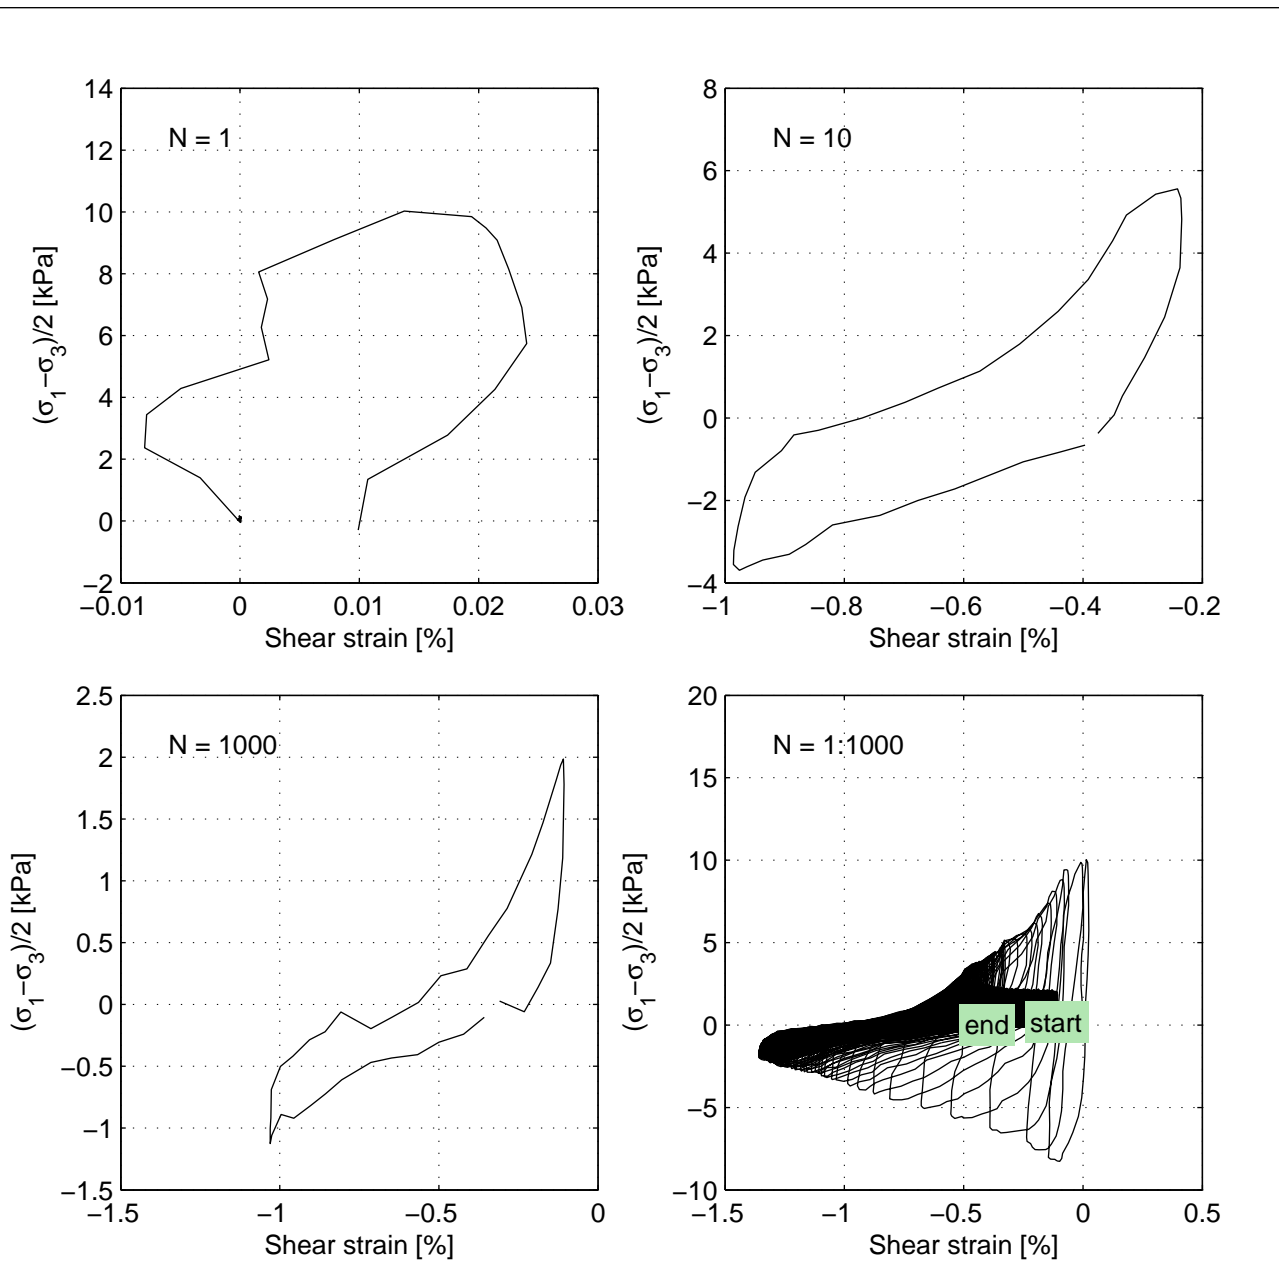 14
12
10
8
6
4
2
0
−2
N = 1
(σ1−σ3)/2 [kPa]
−0.01 0 0.01 0.02 0.03
Shear strain [%]
8
6
4
2
0
−2
−4
N = 10
(σ1−σ3)/2 [kPa]
−1 −0.8 −0.6 −0.4 −0.2
Shear strain [%]
2.5
2
1.5
1
0.5
0
−0.5
−1
−1.5
N = 1000
(σ1−σ3)/2 [kPa]
−1.5 −1 −0.5 0
Shear strain [%]
20
15
10
5
0
−5
−10
N = 1:1000
(σ1−σ3)/2 [kPa]
end start
−1.5 −1 −0.5 0 0.5
Shear strain [%]